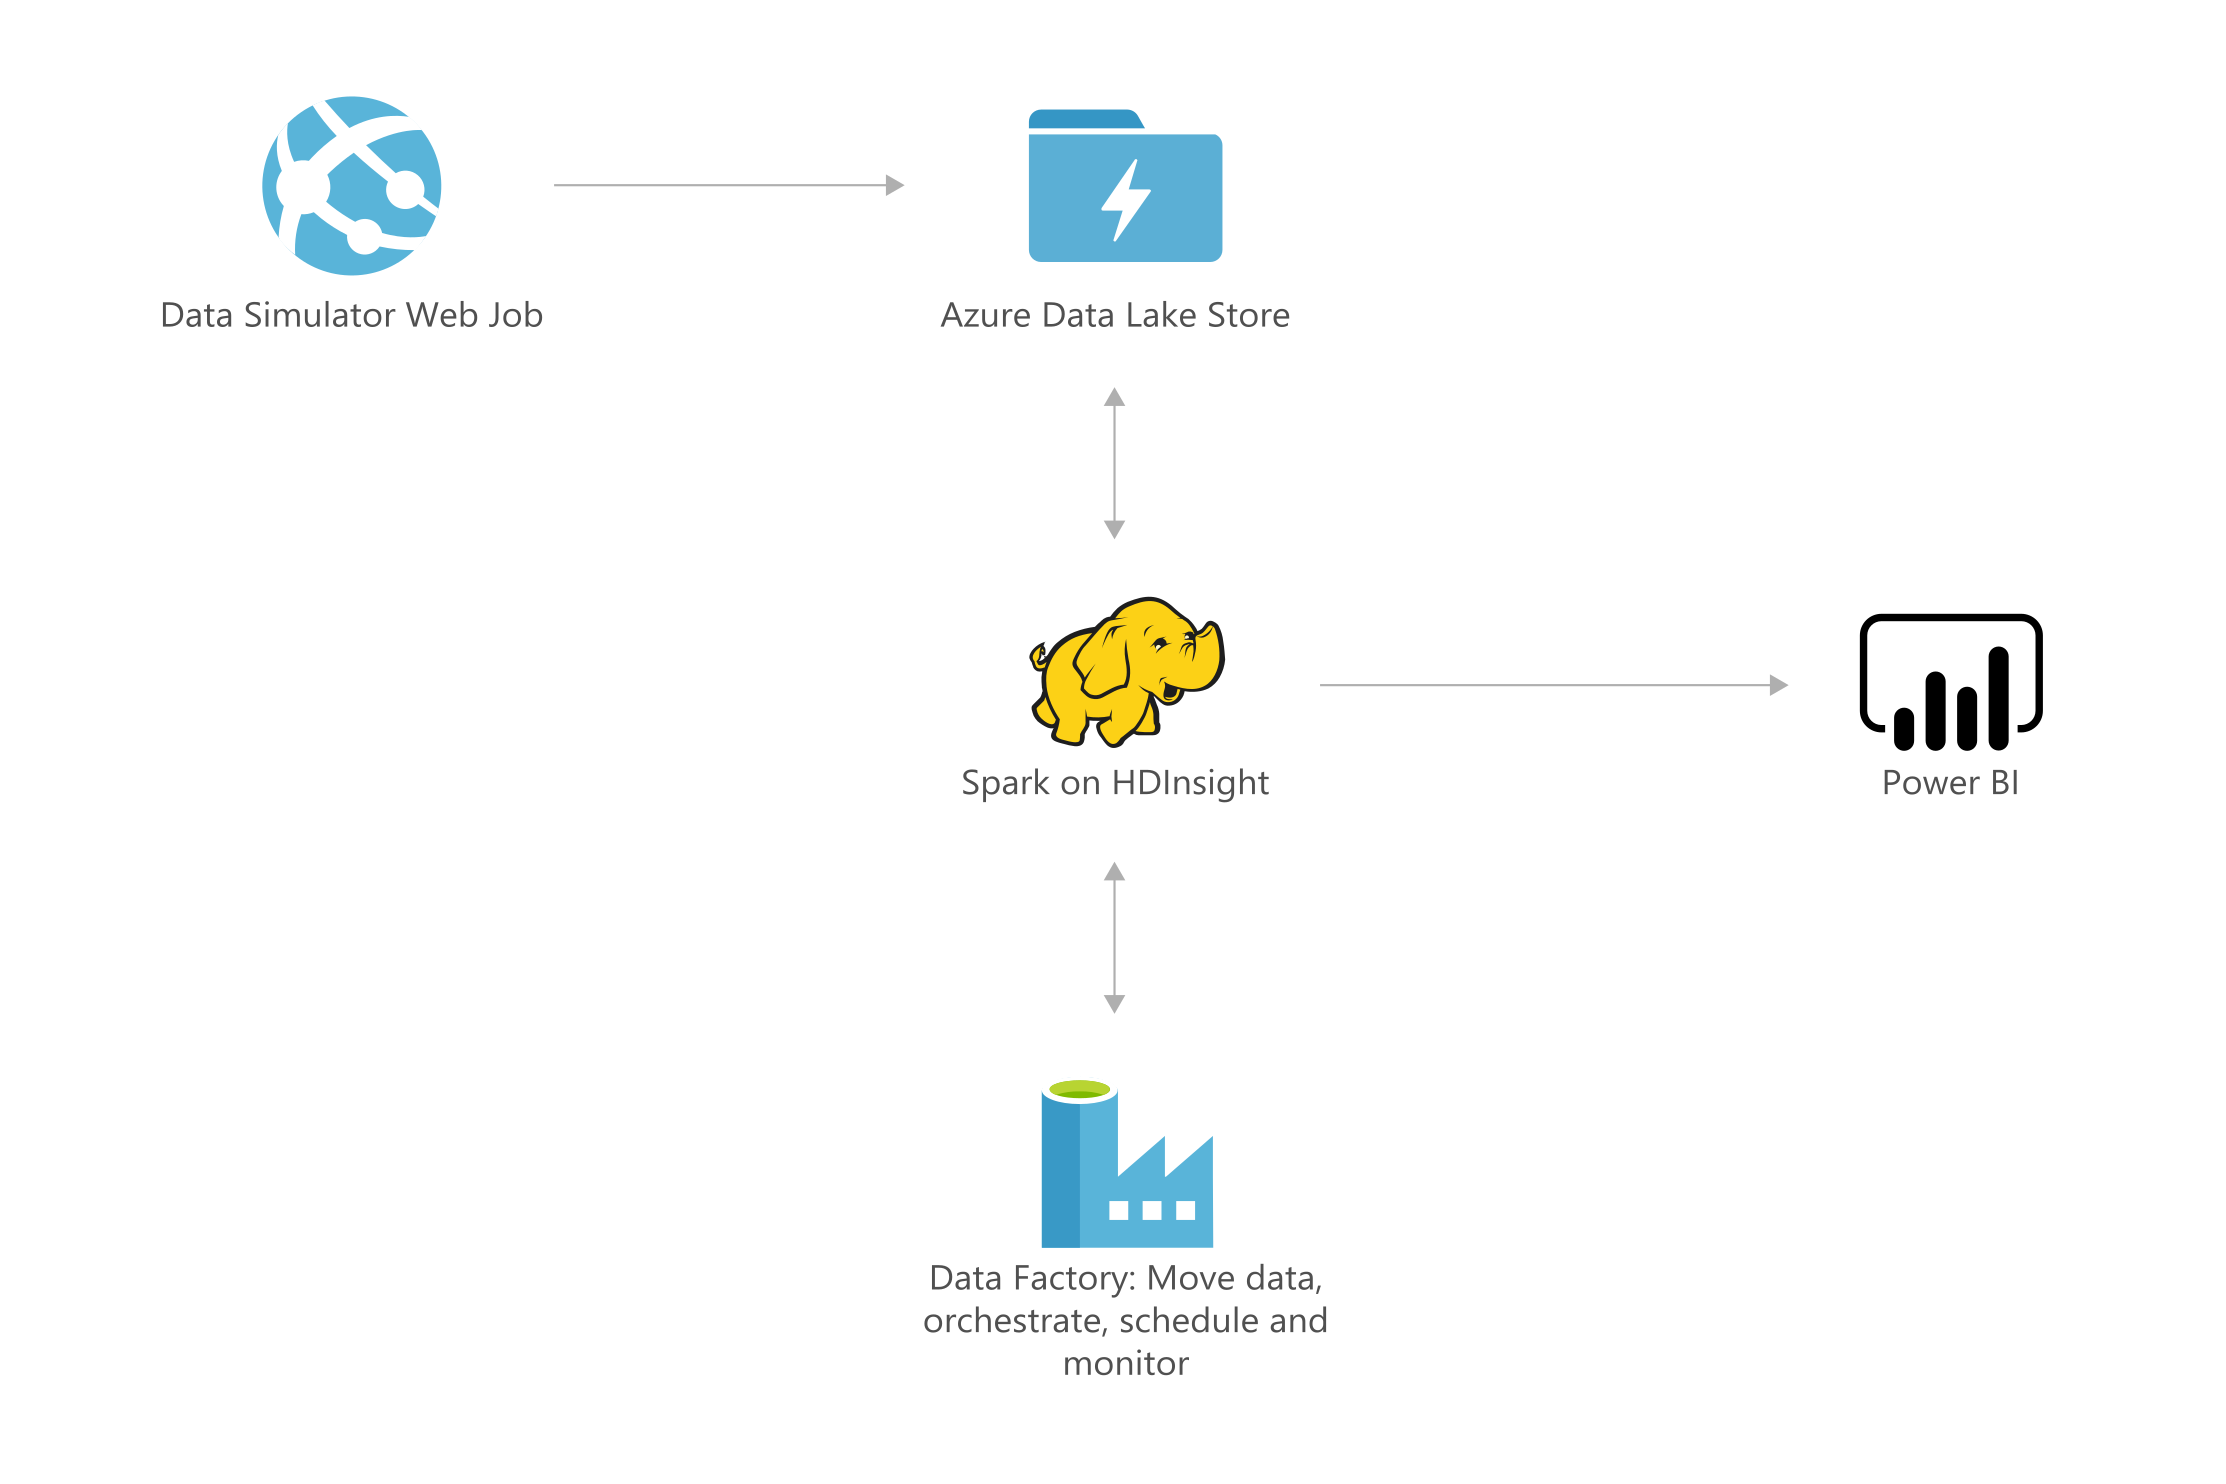 Data Simulator Web Job
Azure Data Lake Store
Spark on HDInsight
Power BI
Data Factory: Move data,
orchestrate, schedule and
monitor